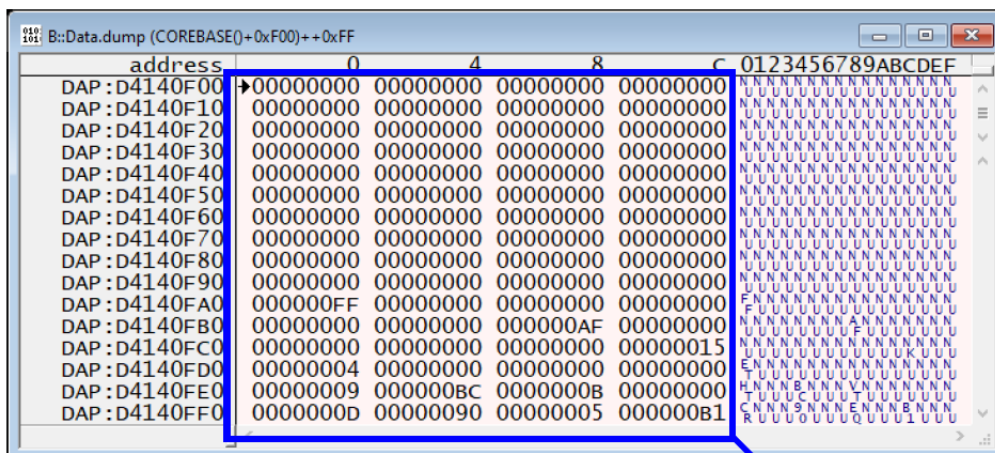 B::Data.dump (COREBASE()+0xF00)++0xFF
address 0 4 8 C 0123456789ABCDEF
DAP:D4140F00 00000000 00000000 00000000 00000000
DAP:D4140F10 00000000 00000000 00000000 00000000
DAP:D4140F20 00000000 00000000 00000000 00000000
DAP:D4140F30 00000000 00000000 00000000 00000000
DAP:D4140F40 00000000 00000000 00000000 00000000
DAP:D4140F50 00000000 00000000 00000000 00000000
DAP:D4140F60 00000000 00000000 00000000 00000000
DAP:D4140F70 00000000 00000000 00000000 00000000
DAP:D4140F80 00000000 00000000 00000000 00000000
DAP:D4140F90 00000000 00000000 00000000 00000000
DAP:D4140FA0 000000FF 00000000 00000000 00000000
DAP:D4140FB0 00000000 00000000 000000AF 00000000
DAP:D4140FC0 00000000 00000000 00000000 00000015
DAP:D4140FD0 00000004 00000000 00000000 00000000
DAP:D4140FE0 00000009 000000BC 0000000B 00000000
DAP:D4140FF0 0000000D 00000090 00000005 000000B1